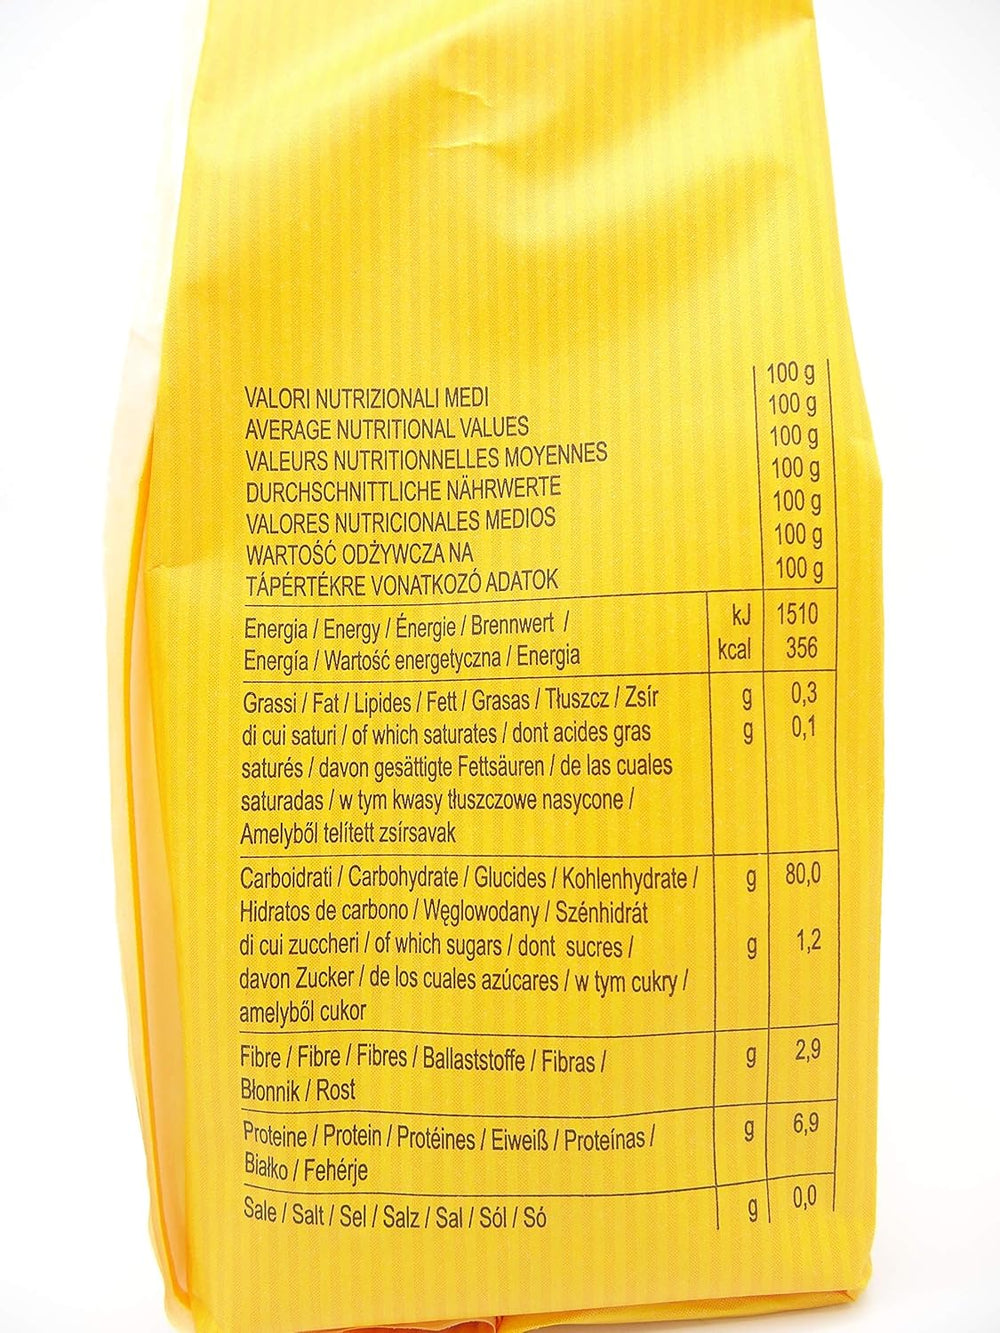 VALORI NUTRIZIONALI MEDI 100 g
AVERAGE NUTRITIONAL VALUES 100 g
VALEURS NUTRITIONNELLES MOYENNES 100 g
DURCHSCHNITTLICHE NÄHRWERTE 100 g
VALORES NUTRICIONALES MEDIOS 100 g
WARTOŚĆ ODŻYWCZA NA 100 g
TÁPÉRTÉKRE VONATKOZÓ ADATOK 100 g
Energia / Energy / Énergie / Brennwert / kJ 1510
Energía / Wartość energetyczna / Energia kcal 356
Grassi / Fat / Lipides / Fett / Grasas / Tłuszcz / Zsír g 0,3
di cui saturi / of which saturates / dont acides gras g 0,1
saturés / davon gesättigte Fettsäuren / de las cuales
saturadas / w tym kwasy tłuszczowe nasycone /
Amelyből telített zsírsavak
Carboidrati / Carbohydrate / Glucides / Kohlenhydrate / g 80,0
Hidratos de carbono / Węglowodany / Szénhidrát
di cui zuccheri / of which sugars / dont sucres / g 1,2
davon Zucker / de los cuales azúcares / w tym cukry /
amelyből cukor
Fibre / Fibre / Fibres / Ballaststoffe / Fibras / g 2,9
Błonnik / Rost
Proteine / Protein / Protéines / Eiweiß / Proteínas / g 6,9
Białko / Fehérje
Sale / Salt / Sel / Salz / Sal / Sól / Só g 0,0